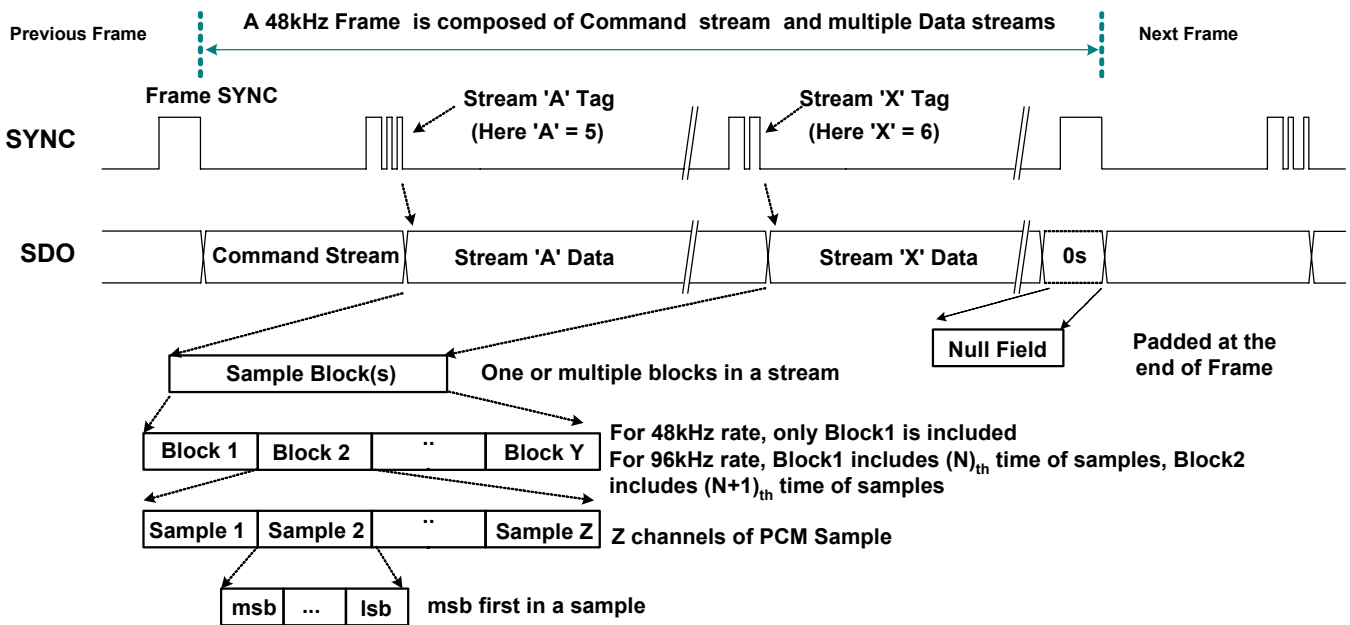 A 48kHz Frame is composed of Command stream and multiple Data streams
Previous Frame
Next Frame
Frame SYNC
Stream 'A' Tag
(Here 'A' = 5)
Stream 'X' Tag
(Here 'X' = 6)
SYNC
SDO
Command Stream
Stream 'A' Data
Stream 'X' Data
0s
Null Field
Padded at the
end of Frame
Sample Block(s)
One or multiple blocks in a stream
Block 1
Block 2
..
Block Y
For 48kHz rate, only Block1 is included
For 96kHz rate, Block1 includes (N)th time of samples, Block2
includes (N+1)th time of samples
Sample 1
Sample 2
..
Sample Z
Z channels of PCM Sample
msb
...
lsb
msb first in a sample